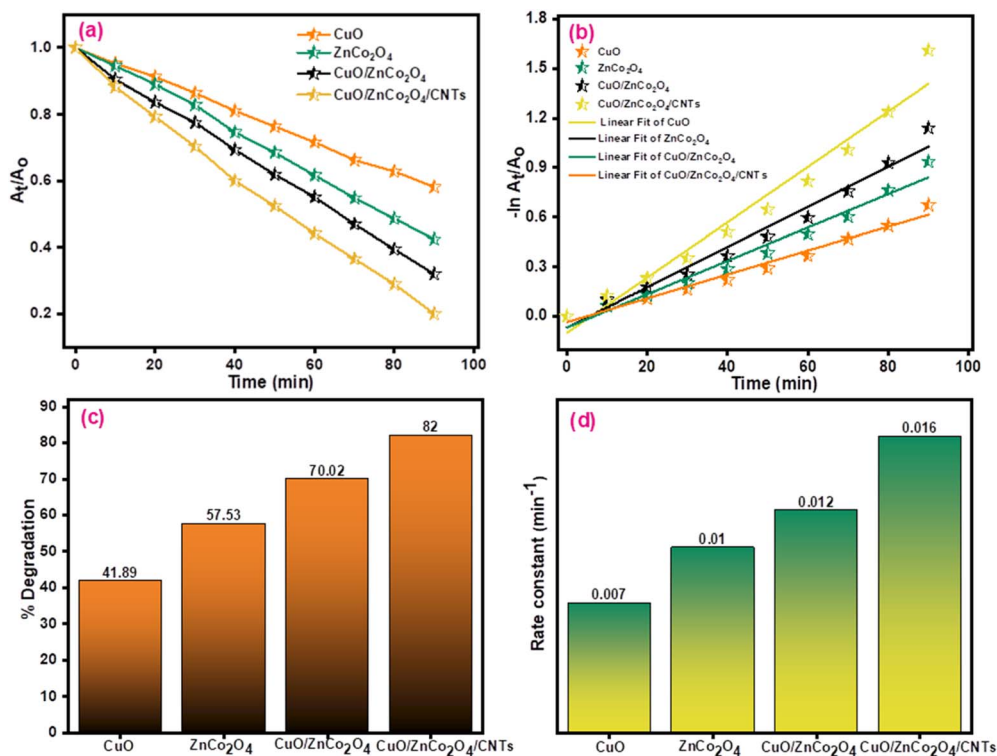 (a)
CuO
ZnCo₂O₄
CuO/ZnCo₂O₄
CuO/ZnCo₂O₄/CNTs
Aₜ/Aₒ
1.0
0.8
0.6
0.4
0.2
0 20 40 60 80 100
Time (min)
(b)
CuO
ZnCo₂O₄
CuO/ZnCo₂O₄
CuO/ZnCo₂O₄/CNTs
Linear Fit of CuO
Linear Fit of ZnCo₂O₄
Linear Fit of CuO/ZnCo₂O₄
Linear Fit of CuO/ZnCo₂O₄/CNTs
-ln Aₜ/Aₒ
1.8
1.5
1.2
0.9
0.6
0.3
0.0
0 20 40 60 80 100
Time (min)
(c)
% Degradation
90
80
70
60
50
40
30
20
10
0
41.89
57.53
70.02
82
CuO ZnCo₂O₄ CuO/ZnCo₂O₄ CuO/ZnCo₂O₄/CNTs
(d)
Rate constant (min⁻¹)
0.007
0.01
0.012
0.016
CuO ZnCo₂O₄ CuO/ZnCo₂O₄ CuO/ZnCo₂O₄/CNTs